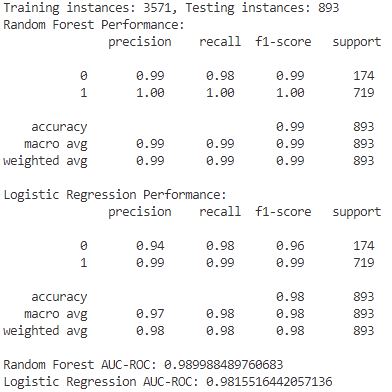 Training instances: 3571, Testing instances: 893
Random Forest Performance:
              precision    recall  f1-score   support

           0       0.99      0.98      0.99       174
           1       1.00      1.00      1.00       719

    accuracy                           0.99       893
   macro avg       0.99      0.99      0.99       893
weighted avg       0.99      0.99      0.99       893

Logistic Regression Performance:
              precision    recall  f1-score   support

           0       0.94      0.98      0.96       174
           1       0.99      0.99      0.99       719

    accuracy                           0.98       893
   macro avg       0.97      0.98      0.98       893
weighted avg       0.98      0.98      0.98       893

Random Forest AUC-ROC: 0.989988489760683
Logistic Regression AUC-ROC: 0.9815516442057136